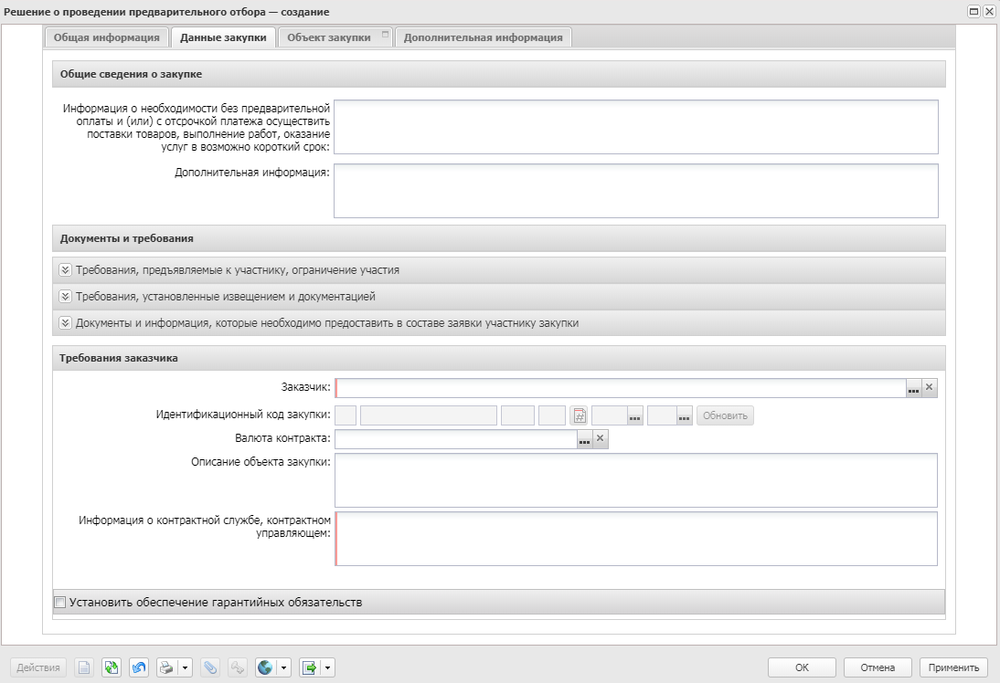 Решение о проведении предварительного отбора — создание
Общая информация
Данные закупки
Объект закупки
Дополнительная информация
Общие сведения о закупке
Информация о необходимости без предварительной
оплаты и (или) с отсрочкой платежа осуществить
поставки товаров, выполнение работ, оказание
услуг в возможно короткий срок:
Дополнительная информация:
Документы и требования
Требования, предъявляемые к участнику, ограничение участия
Требования, установленные извещением и документацией
Документы и информация, которые необходимо предоставить в составе заявки участнику закупки
Требования заказчика
Заказчик:
Идентификационный код закупки:
Обновить
Валюта контракта:
Описание объекта закупки:
Информация о контрактной службе, контрактном
управляющем:
Установить обеспечение гарантийных обязательств
Действия
ОК
Отмена
Применить